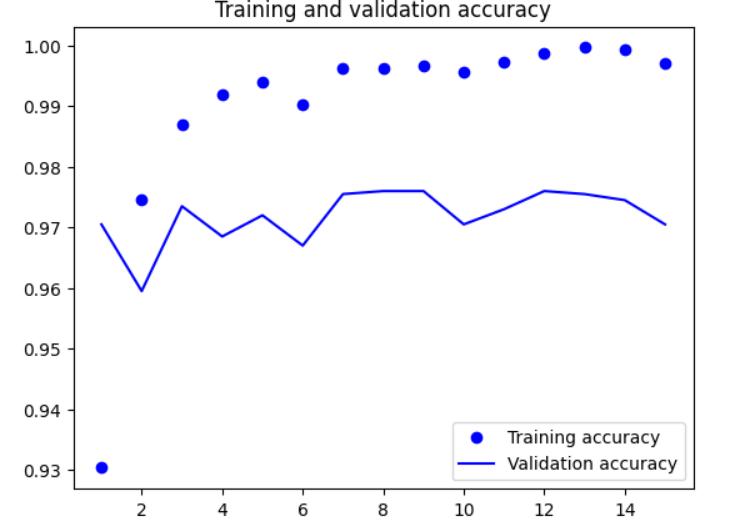 Training and validation accuracy
1.00
0.99
0.98
0.97
0.96
0.95
0.94
0.93
Training accuracy
Validation accuracy
2 4 6 8 10 12 14